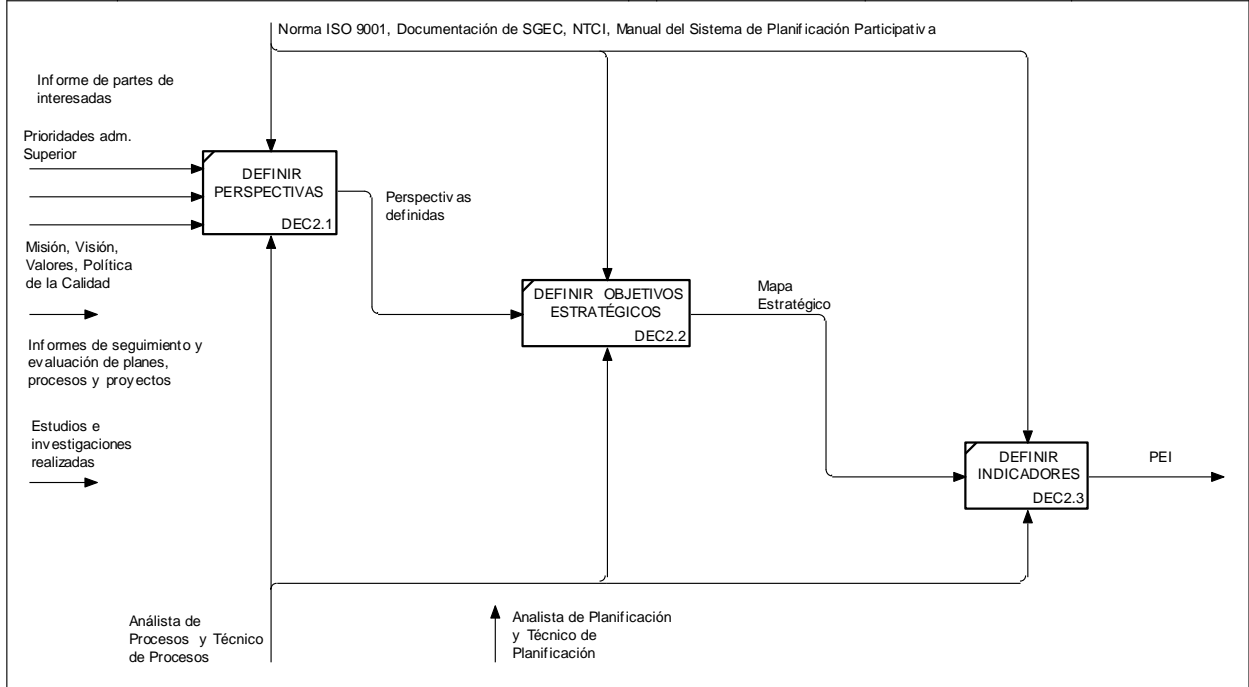 Norma ISO 9001, Documentación de SGEC, NTCI, Manual del Sistema de Planificación Participativa
Informe de partes de
interesadas
Prioridades adm.
Superior
DEFINIR
PERSPECTIVAS
DEC2.1
Perspectivas
definidas
Misión, Visión,
Valores, Política
de la Calidad
DEFINIR OBJETIVOS
ESTRATÉGICOS
DEC2.2
Mapa
Estratégico
Informes de seguimiento y
evaluación de planes,
procesos y proyectos
Estudios e
investigaciones
realizadas
DEFINIR
INDICADORES
DEC2.3
PEI
Análista de
Procesos y Técnico
de Procesos
Analista de Planificación
y Técnico de
Planificación